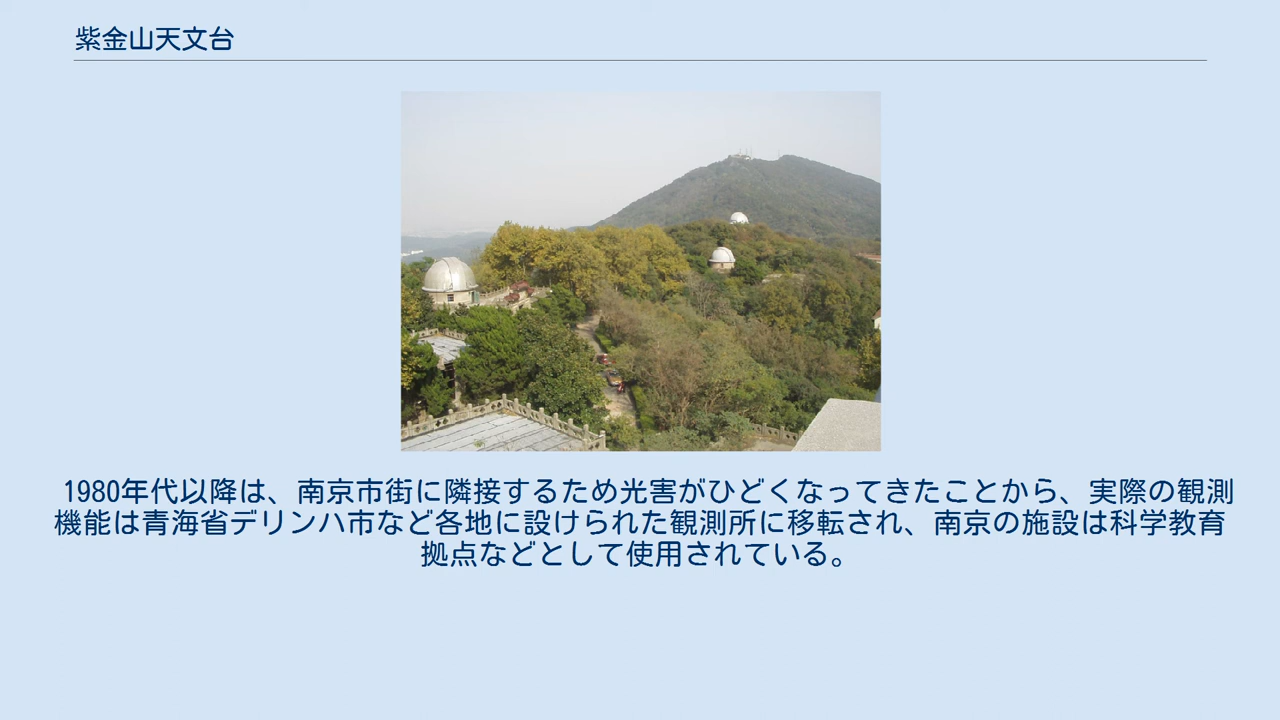 紫金山天文台
1980年代以降は、南京市街に隣接するため光害がひどくなってきたことから、実際の観測
機能は青海省デリンハ市など各地に設けられた観測所に移転され、南京の施設は科学教育
拠点などとして使用されている。